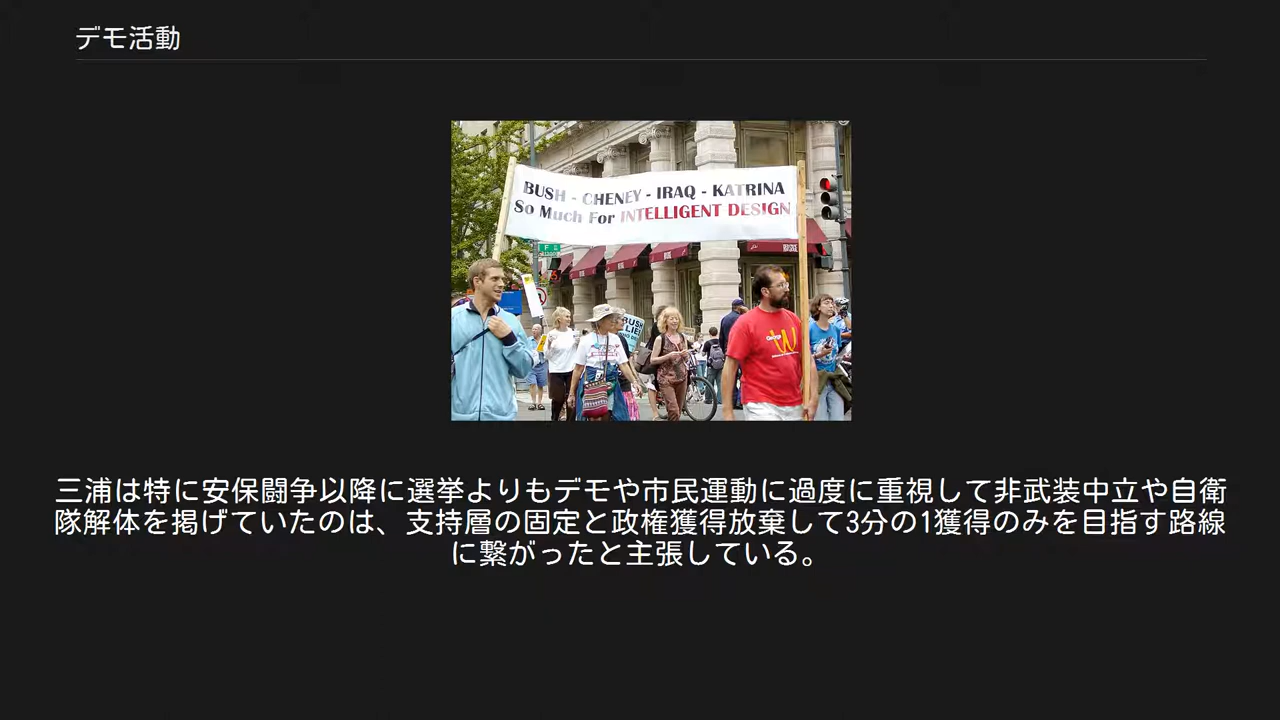 デモ活動
BUSH - CHENEY - IRAQ - KATRINA
So Much For INTELLIGENT DESIGN
BUSH
LIES
三浦は特に安保闘争以降に選挙よりもデモや市民運動に過度に重視して非武装中立や自衛
隊解体を掲げていたのは、支持層の固定と政権獲得放棄して3分の1獲得のみを目指す路線
に繋がったと主張している。